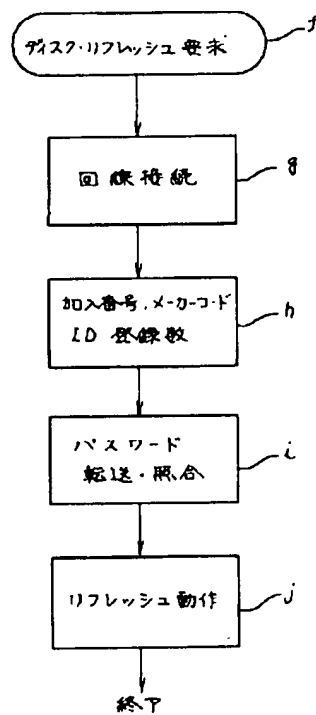 ディスク・リフレッシュ要求
f
回線接続
g
加入番号、メーカーコード
ID 登録数
h
パスワード
転送・照合
i
リフレッシュ動作
j
終了